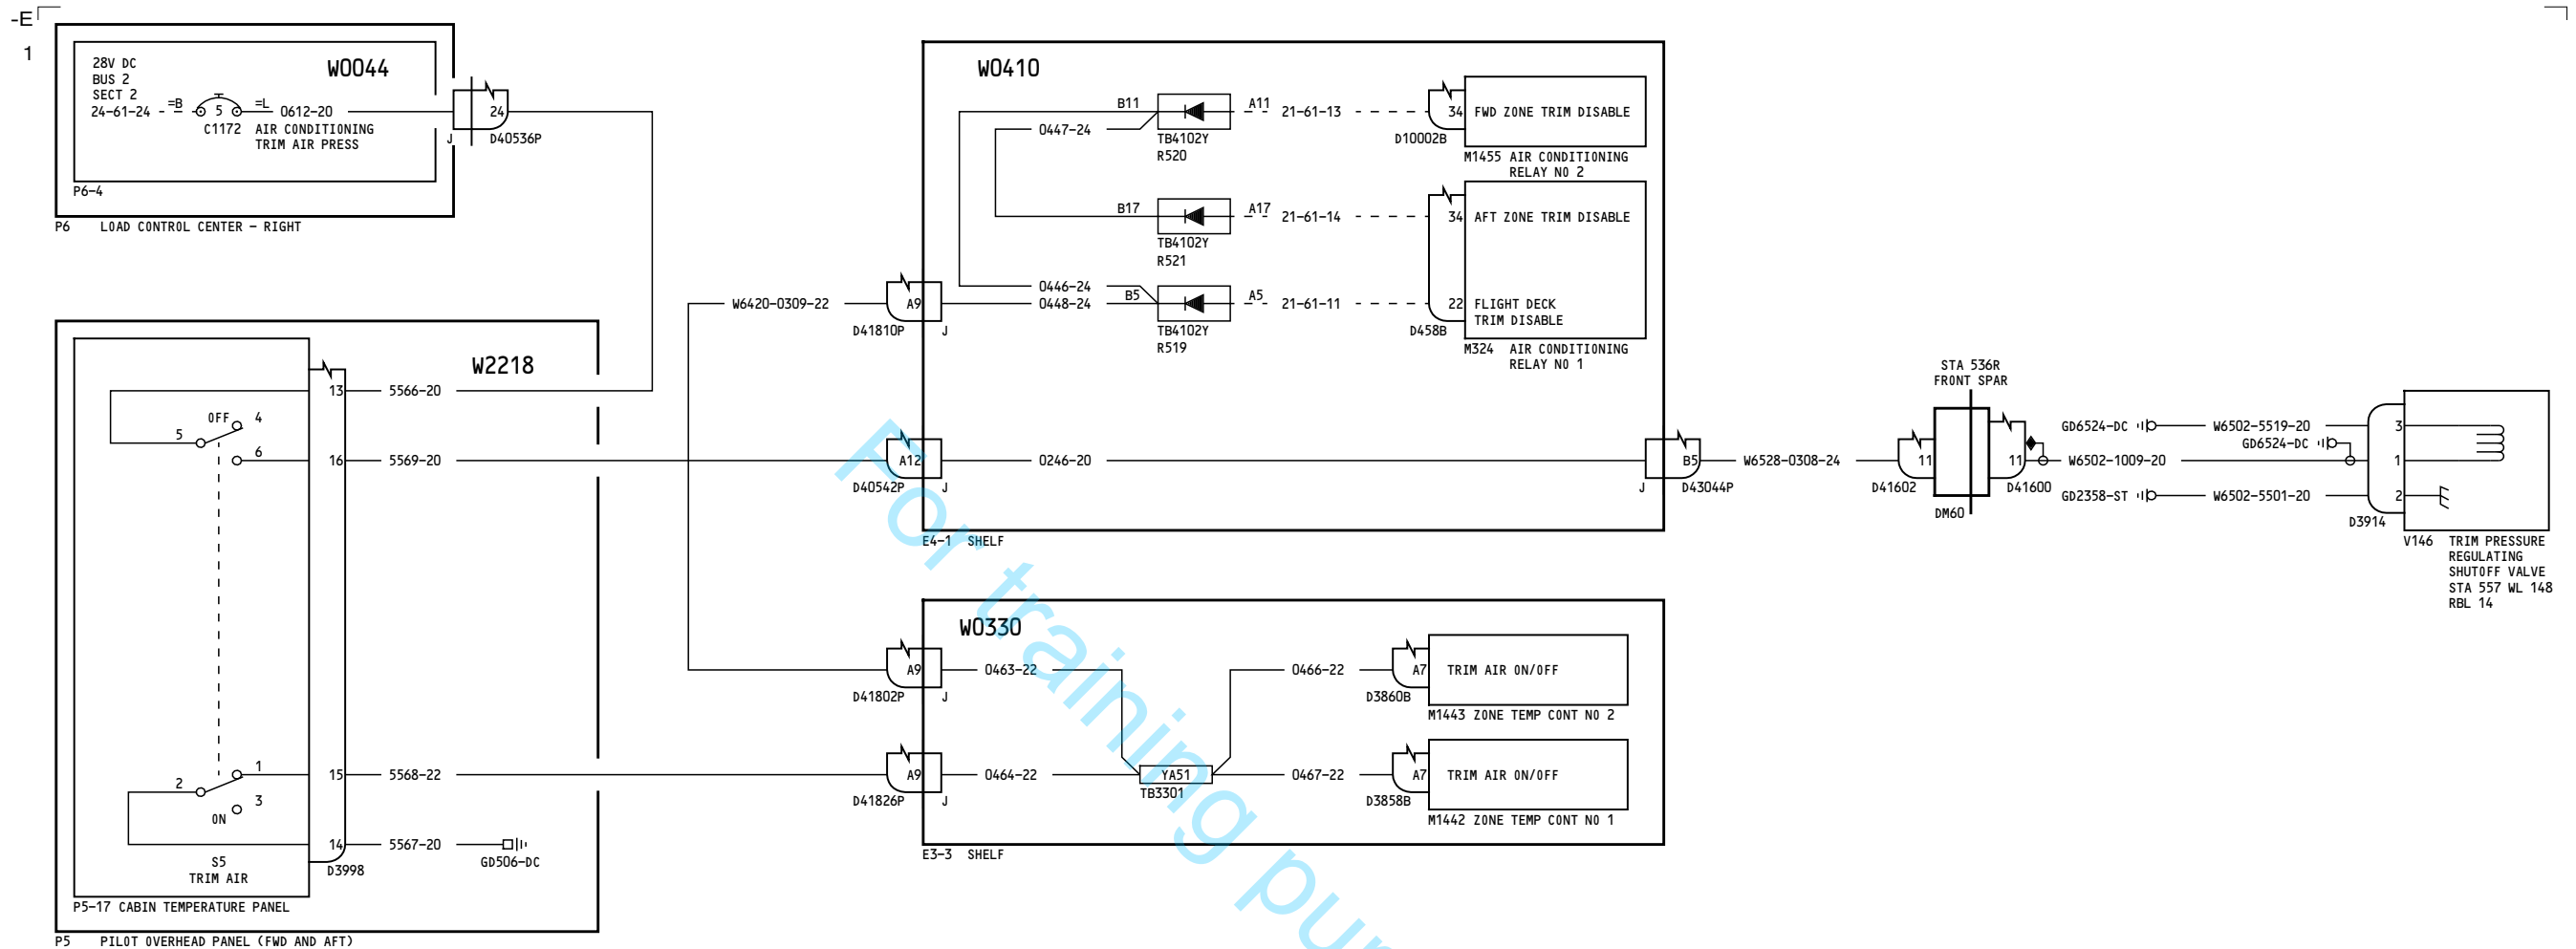 -E
1
28V DC
BUS 2
SECT 2
24-61-24
=B
5
=L
0612-20
C1172
AIR CONDITIONING
TRIM AIR PRESS
W0044
P6-4
P6 LOAD CONTROL CENTER - RIGHT
J
24
D40536P
W2218
13
5566-20
OFF
4
5
6
16
5569-20
1
2
3
ON
15
5568-22
14
5567-20
GD506-DC
D3998
S5
TRIM AIR
P5-17 CABIN TEMPERATURE PANEL
P5 PILOT OVERHEAD PANEL (FWD AND AFT)
W6420-0309-22
W0410
B11
0447-24
TB4102Y
R520
A11
21-61-13
34
FWD ZONE TRIM DISABLE
D10002B
M1455 AIR CONDITIONING
RELAY NO 2
B17
TB4102Y
R521
A17
21-61-14
34
AFT ZONE TRIM DISABLE
A9
D41810P
J
0446-24
0448-24
B5
TB4102Y
R519
A5
21-61-11
22
FLIGHT DECK
TRIM DISABLE
D458B
M324 AIR CONDITIONING
RELAY NO 1
A12
D40542P
J
0246-20
J
B5
D43044P
E4-1 SHELF
W6528-0308-24
11
D41602
STA 536R
FRONT SPAR
DM60
11
D41600
GD6524-DC
W6502-5519-20
GD6524-DC
W6502-1009-20
GD2358-ST
W6502-5501-20
3
1
2
D3914
V146 TRIM PRESSURE
REGULATING
SHUTOFF VALVE
STA 557 WL 148
RBL 14
W0330
A9
D41802P
J
0463-22
0466-22
A7
TRIM AIR ON/OFF
D3860B
M1443 ZONE TEMP CONT NO 2
A9
D41826P
J
0464-22
YA51
TB3301
0467-22
A7
TRIM AIR ON/OFF
D3858B
M1442 ZONE TEMP CONT NO 1
E3-3 SHELF
For training pur